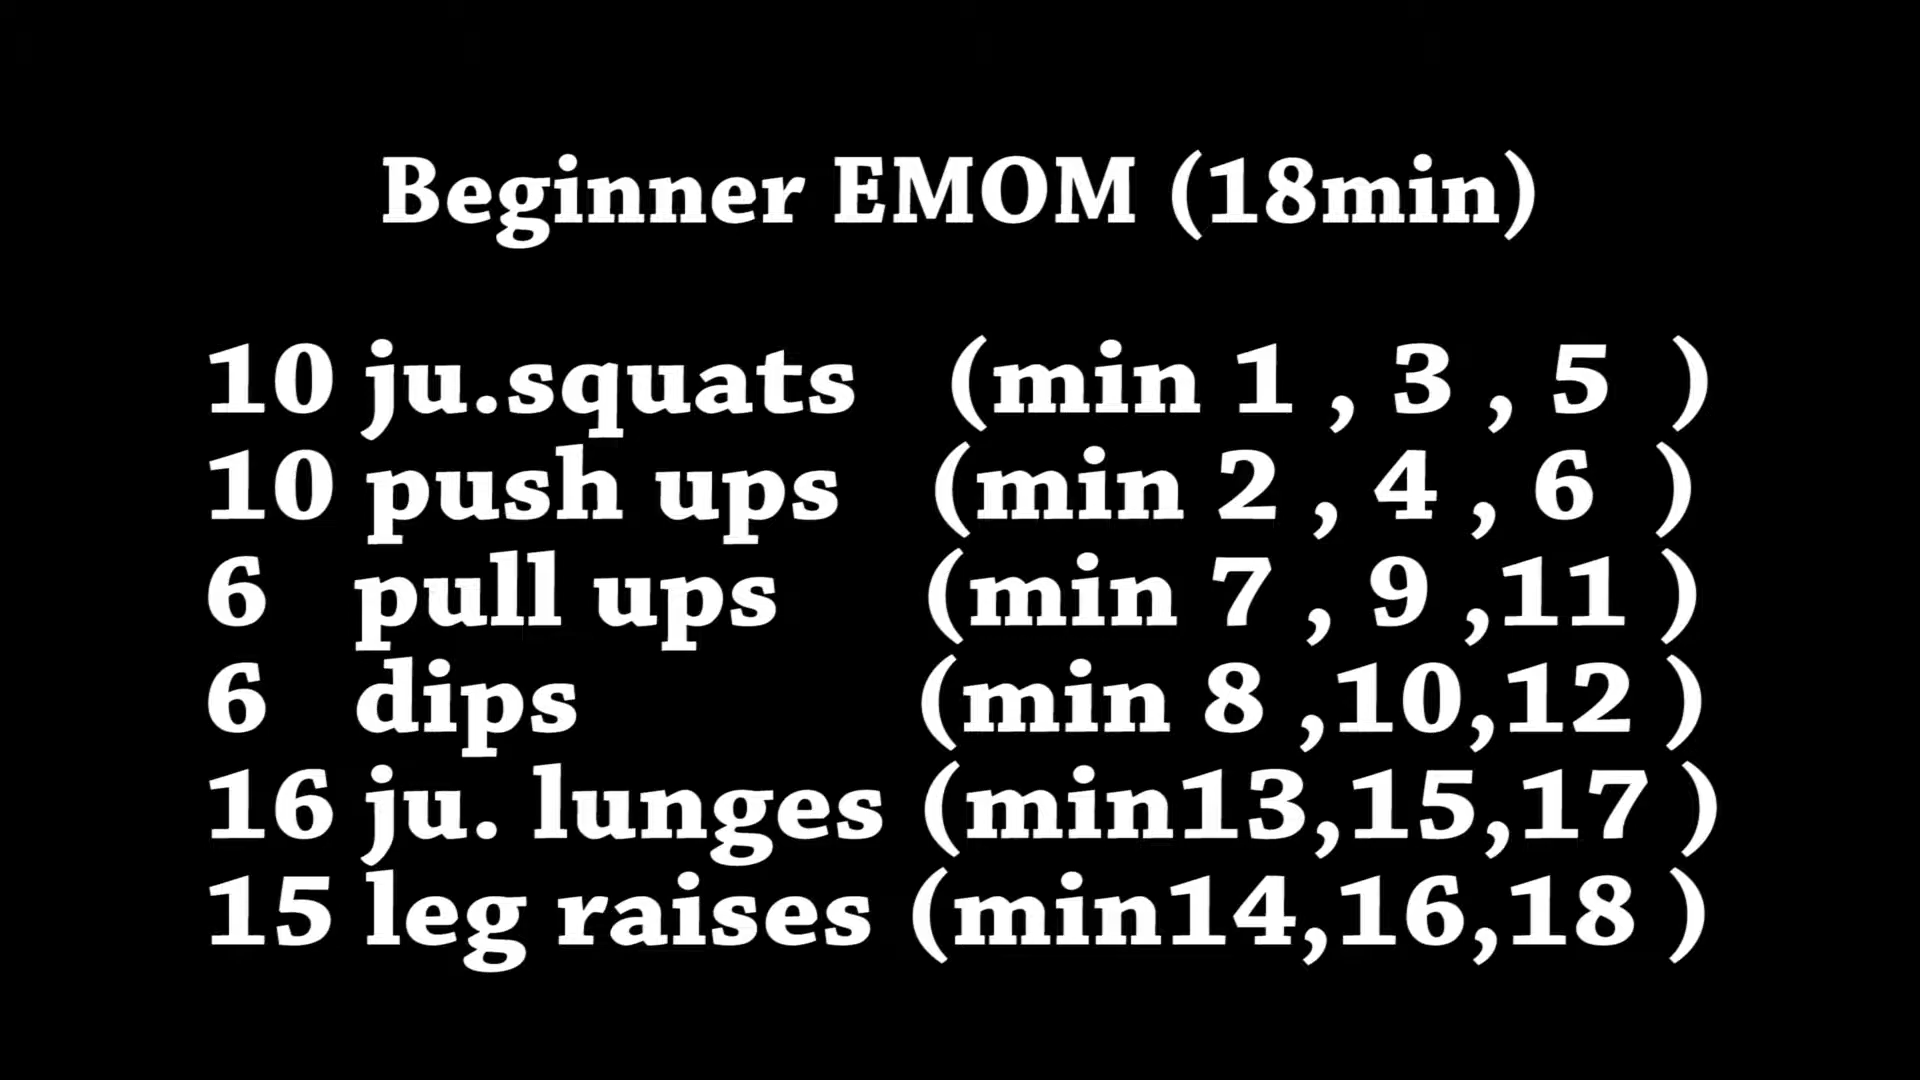 Beginner EMOM (18min)
10 ju.squats (min 1 , 3 , 5 )
10 push ups (min 2 , 4 , 6 )
6 pull ups (min 7 , 9 ,11 )
6 dips (min 8 ,10,12 )
16 ju. lunges (min13,15,17 )
15 leg raises (min14,16,18 )